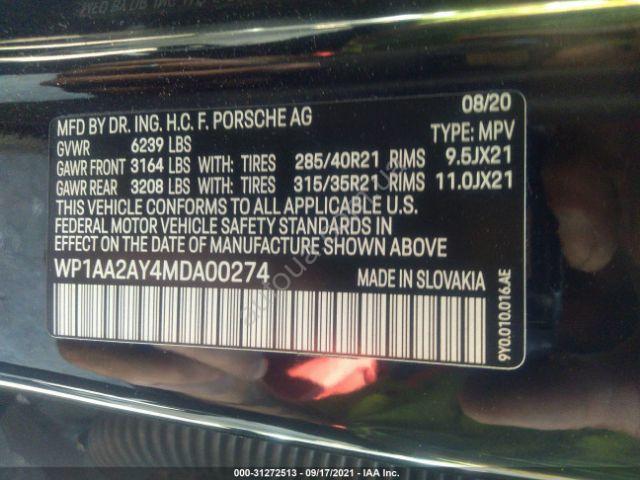 08/20
MFD BY DR. ING. H.C. F. PORSCHE AG
GVWR 6239 LBS TYPE: MPV
GAWR FRONT 3164 LBS WITH: TIRES 285/40R21 RIMS 9.5JX21
GAWR REAR 3208 LBS WITH: TIRES 315/35R21 RIMS 11.0JX21
THIS VEHICLE CONFORMS TO ALL APPLICABLE U.S.
FEDERAL MOTOR VEHICLE SAFETY STANDARDS IN
EFFECT ON THE DATE OF MANUFACTURE SHOWN ABOVE.
WP1AA2AY4MDA00274 MADE IN SLOVAKIA
9Y0.010.016.AE
000-31272513 - 09/17/2021 - IAA Inc.